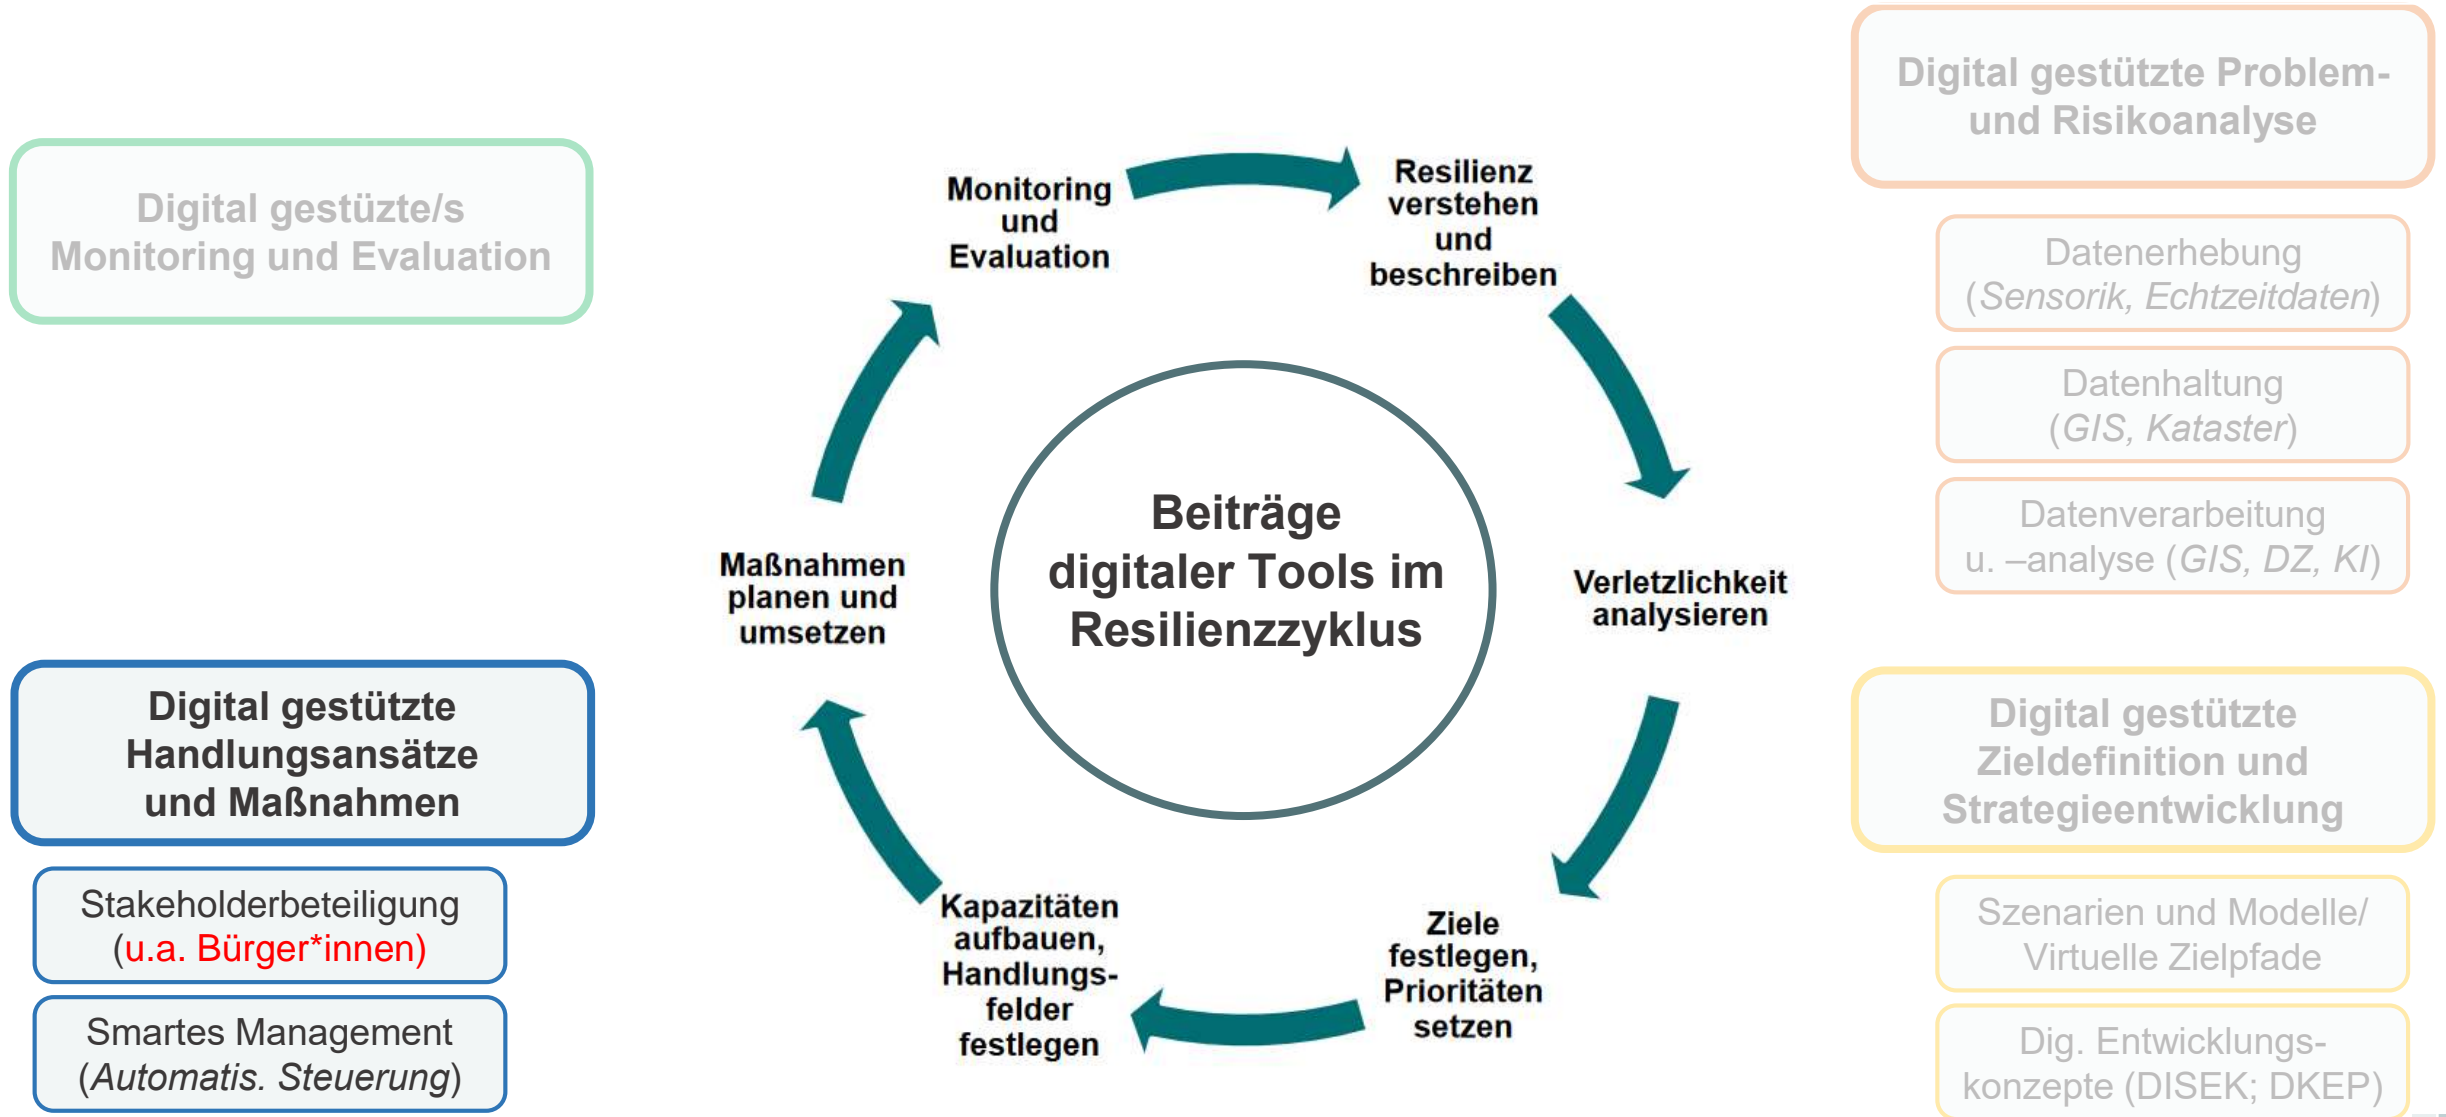 Digital gestützte Problem-
und Risikoanalyse
Datenerhebung
(Sensorik, Echtzeitdaten)
Datenhaltung
(GIS, Kataster)
Datenverarbeitung
u. –analyse (GIS, DZ, KI)
Digital gestüzte/s
Monitoring und Evaluation
Monitoring
und
Evaluation
Resilienz
verstehen
und
beschreiben
Verletzlichkeit
analysieren
Ziele
festlegen,
Prioritäten
setzen
Kapazitäten
aufbauen,
Handlungs-
felder
festlegen
Maßnahmen
planen und
umsetzen
Beiträge
digitaler Tools im
Resilienzzyklus
Digital gestützte
Handlungsansätze
und Maßnahmen
Stakeholderbeteiligung
(u.a. Bürger*innen)
Smartes Management
(Automatis. Steuerung)
Digital gestützte
Zieldefinition und
Strategieentwicklung
Szenarien und Modelle/
Virtuelle Zielpfade
Dig. Entwicklungs-
konzepte (DISEK; DKEP)